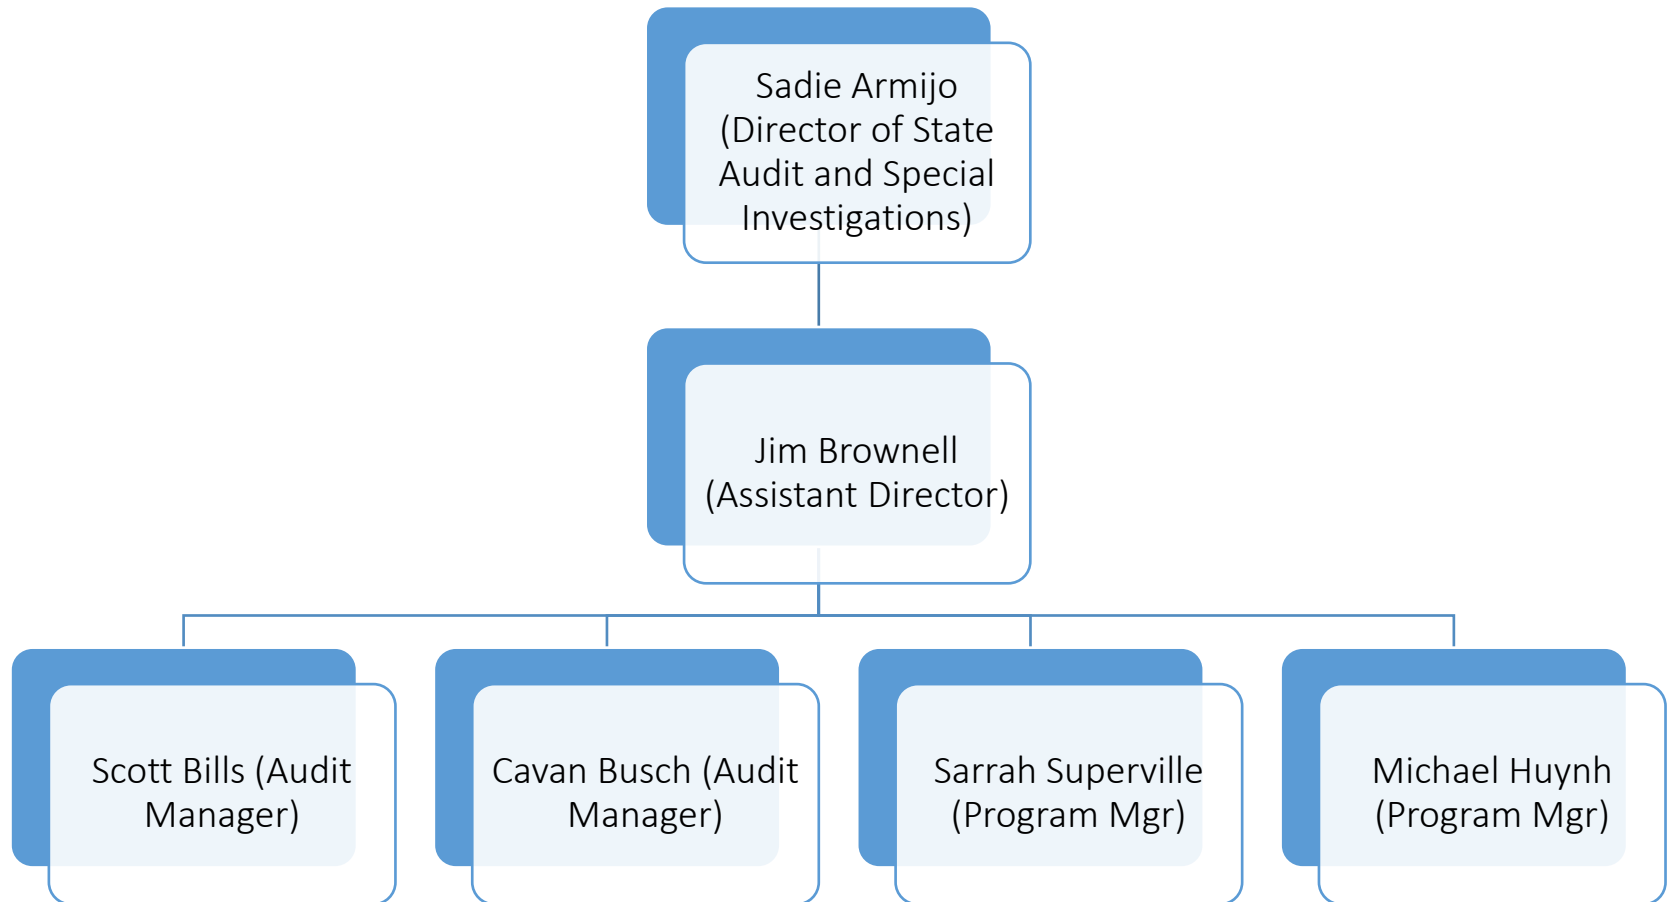 Sadie Armijo
(Director of State
Audit and Special
Investigations)
Jim Brownell
(Assistant Director)
Scott Bills (Audit
Manager)
Cavan Busch (Audit
Manager)
Sarrah Superville
(Program Mgr)
Michael Huynh
(Program Mgr)